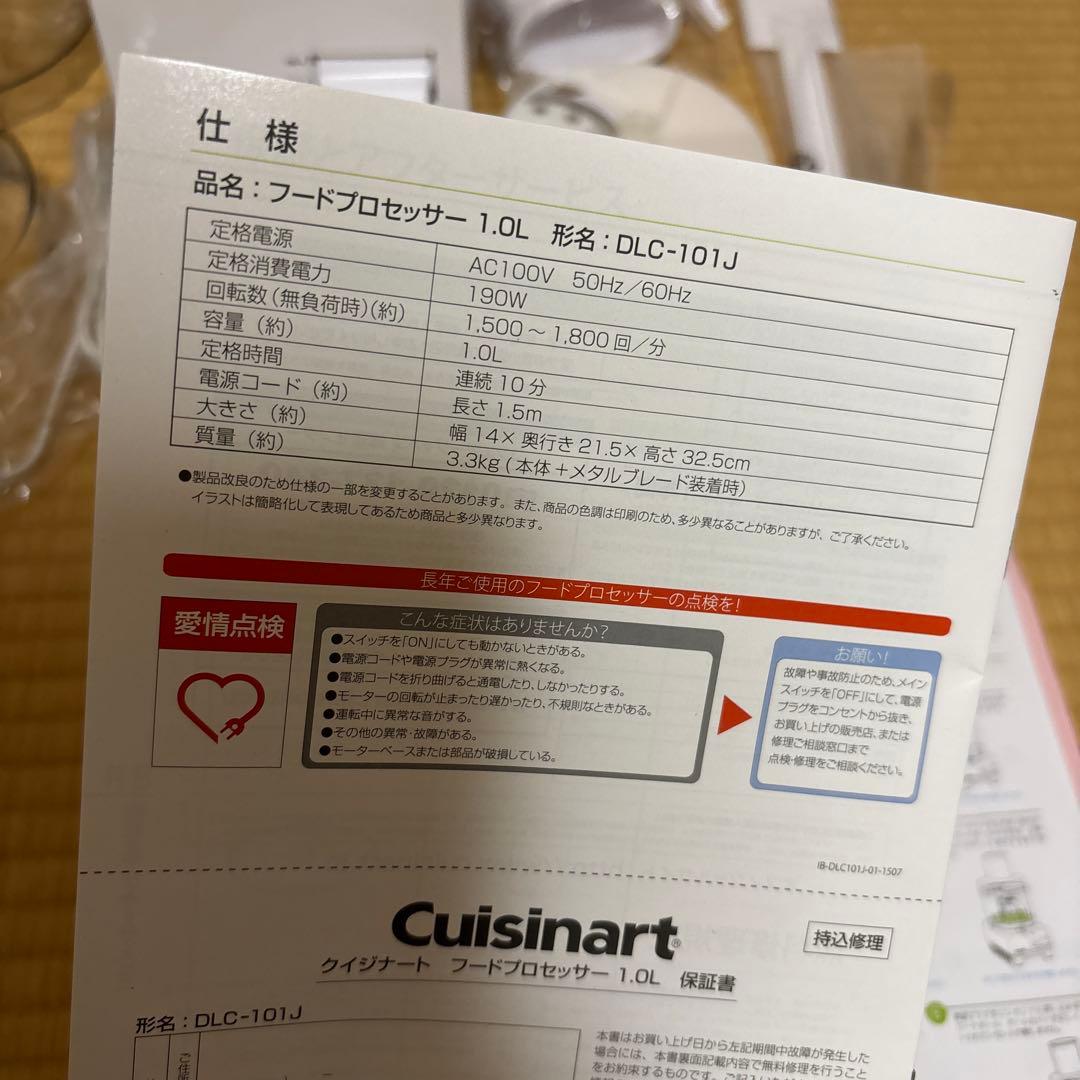 仕 様
品名：フードプロセッサー 1.0L 形名：DLC-101J
定格電源 AC100V 50Hz／60Hz
定格消費電力 190W
回転数（無負荷時）（約） 1,500～1,800回／分
容量（約） 1.0L
定格時間 連続10分
電源コード（約） 長さ1.5m
大きさ（約） 幅14×奥行き21.5×高さ32.5cm
質量（約） 3.3kg（本体＋メタルブレード装着時）
●製品改良のため仕様の一部を変更することがあります。また、商品の色調は印刷のため、多少異なることがありますが、ご了承ください。
イラストは簡略化して表現してあるため商品と多少異なります。
長年ご使用のフードプロセッサーの点検を！
愛情点検
こんな症状はありませんか？
●スイッチを「ON」にしても動かないときがある。
●電源コードや電源プラグが異常に熱くなる。
●電源コードを折り曲げると通電したり、しなかったりする。
●モーターの回転が止まったり遅かったり、不規則なときがある。
●運転中に異常な音がする。
●その他の異常・故障がある。
●モーターベースまたは部品が破損している。
お願い！
故障や事故防止のため、メイン
スイッチを「OFF」にして、電源
プラグをコンセントから抜き、
お買い上げの販売店、または
修理ご相談窓口まで
点検・修理をご相談ください。
IB-DLC101J-01-1507
Cuisinart®
持込修理
クイジナート フードプロセッサー 1.0L 保証書
形名：DLC-101J
本書はお買い上げ日から左記期間中故障が発生した
場合には、本書裏面記載内容で無料修理を行うこと
をお約束するものです。ご記入いただ